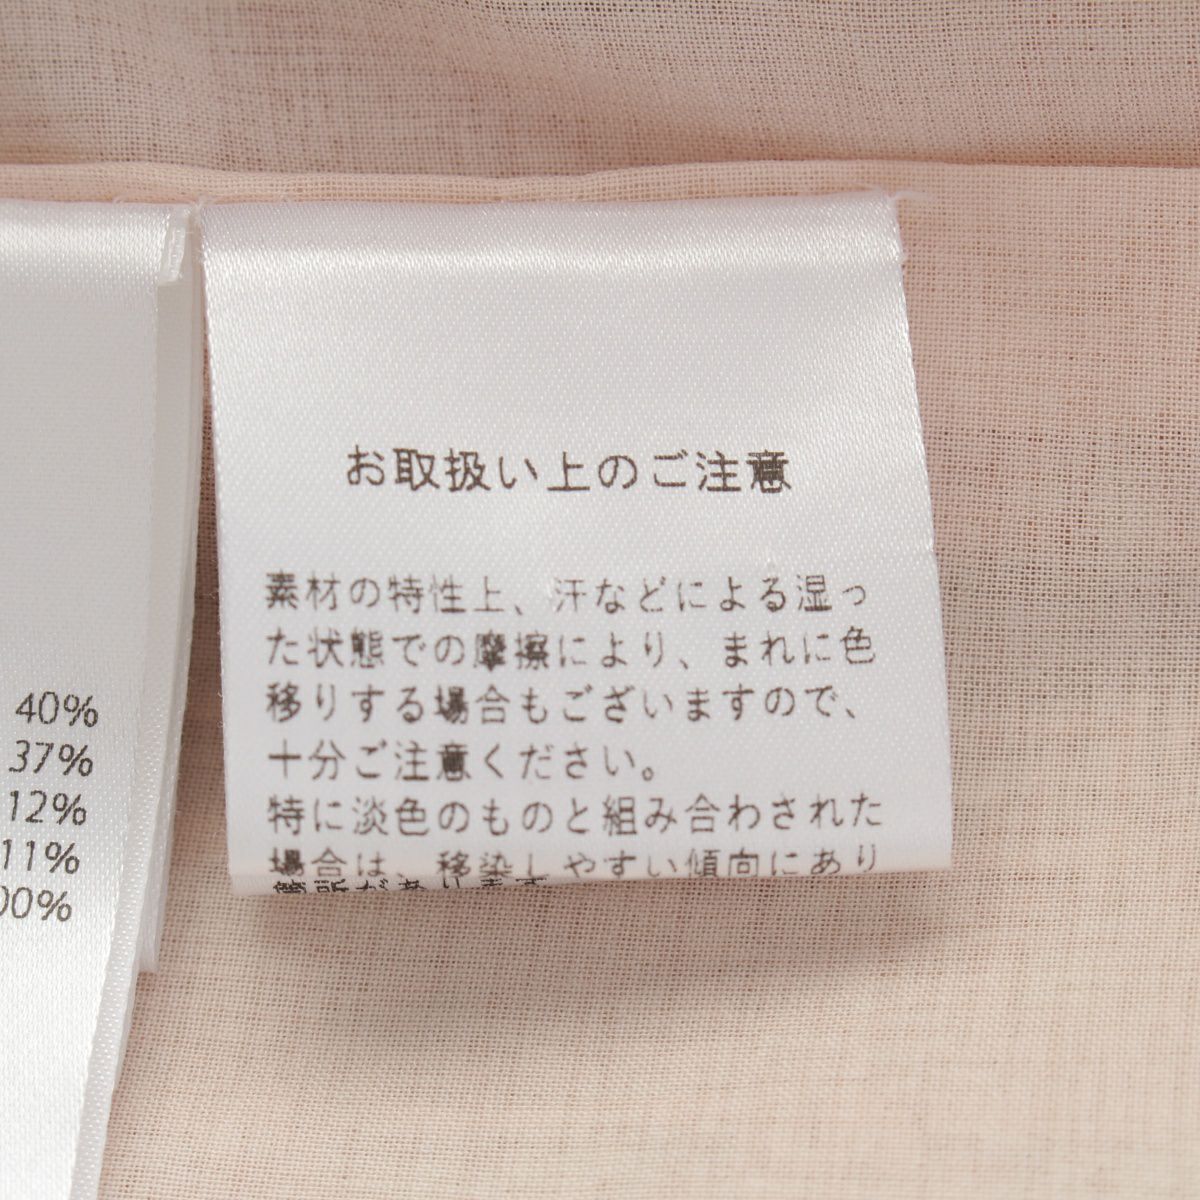 40%
37%
12%
11%
00%
お取扱い上のご注意
素材の特性上、汗などによる湿っ
た状態での摩擦により、まれに色
移りする場合もございますので、
十分ご注意ください。
特に淡色のものと組み合わされた
場合は、移染しやすい傾向にあり